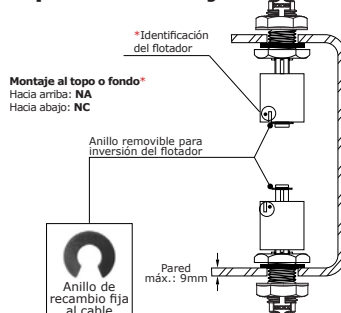 *Identificación
del flotador
Montaje al topo o fondo*
Hacia arriba: NA
Hacia abajo: NC
Anillo removible para
inversión del flotador
Anillo de
recambio fija
al cable
Pared
máx.: 9mm